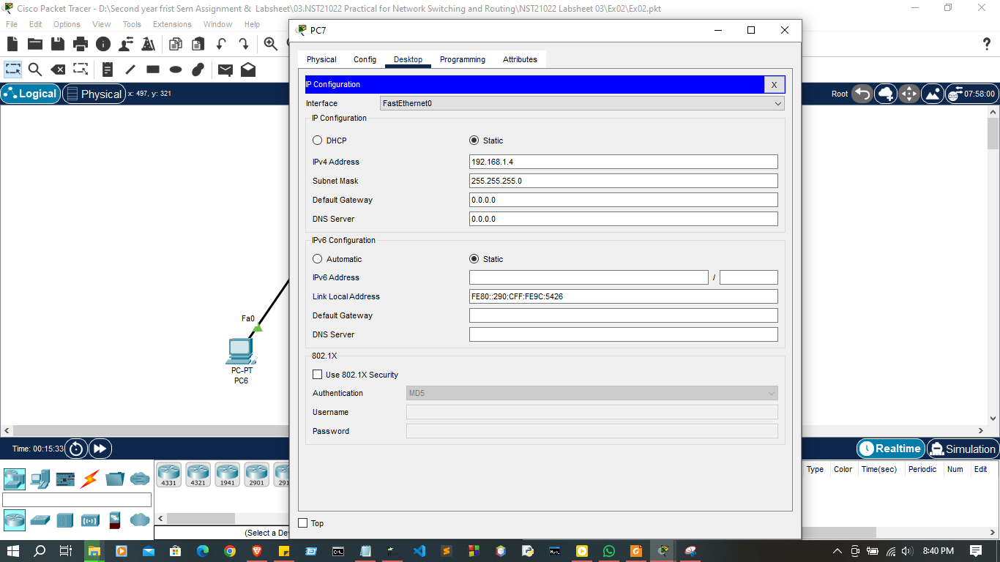 Cisco Packet Tracer - D:\Second year frist Sem Assignment & Labsheet\03.NST21022 Practical for Network Switching and Routing\NST21022 Labsheet 03\Ex02\Ex02.pkt
File Edit Options View Tools Extensions Window Help
?
Logical Physical x: 497, y: 321
Root 07:58:00
PC7
Physical Config Desktop Programming Attributes
IP Configuration X
Interface FastEthernet0
IP Configuration
DHCP Static
IPv4 Address 192.168.1.4
Subnet Mask 255.255.255.0
Default Gateway 0.0.0.0
DNS Server 0.0.0.0
IPv6 Configuration
Automatic Static
IPv6 Address /
Link Local Address FE80::290:CFF:FE9C:5426
Default Gateway
DNS Server
802.1X
Use 802.1X Security
Authentication MD5
Username
Password
Top
Fa0
PC-PT
PC6
Time: 00:15:33
Realtime Simulation
4331 4321 1941 2901 291
(Select a De
Type Color Time(sec) Periodic Num Edit
8:40 PM